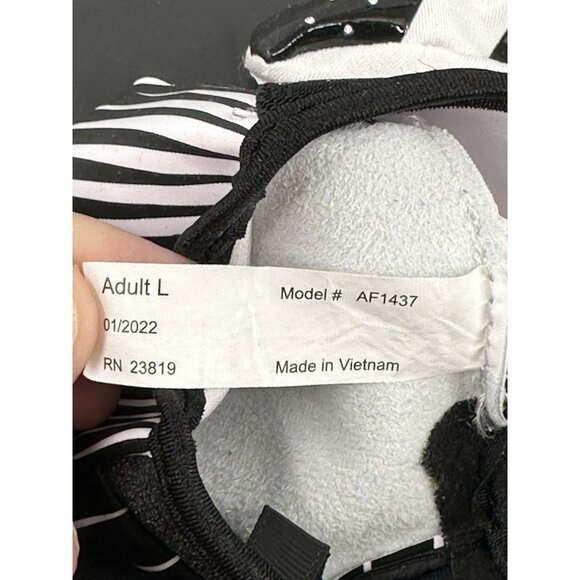 Adult L Model # AF1437
01/2022
RN 23819 Made in Vietnam